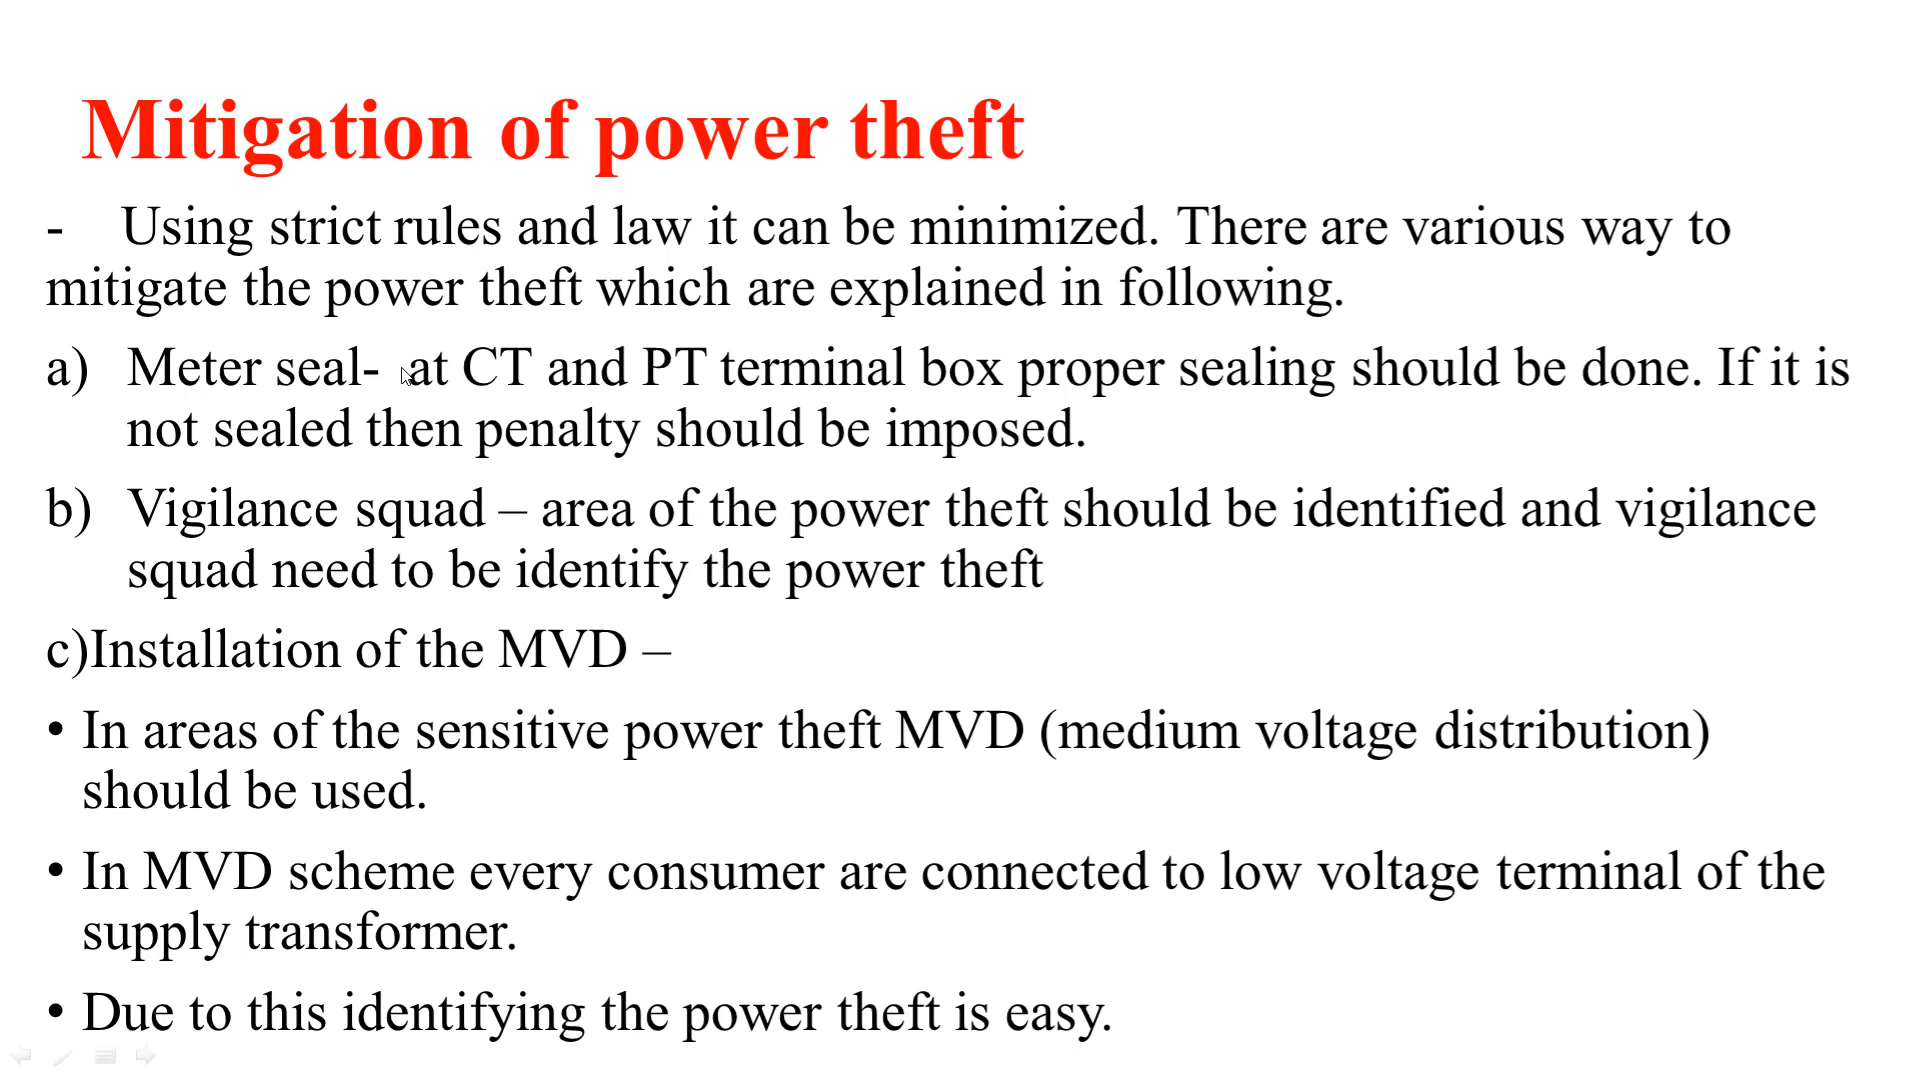 Mitigation of power theft
- Using strict rules and law it can be minimized. There are various way to
mitigate the power theft which are explained in following.
a) Meter seal- at CT and PT terminal box proper sealing should be done. If it is
not sealed then penalty should be imposed.
b) Vigilance squad – area of the power theft should be identified and vigilance
squad need to be identify the power theft
c)Installation of the MVD –
• In areas of the sensitive power theft MVD (medium voltage distribution)
should be used.
• In MVD scheme every consumer are connected to low voltage terminal of the
supply transformer.
• Due to this identifying the power theft is easy.